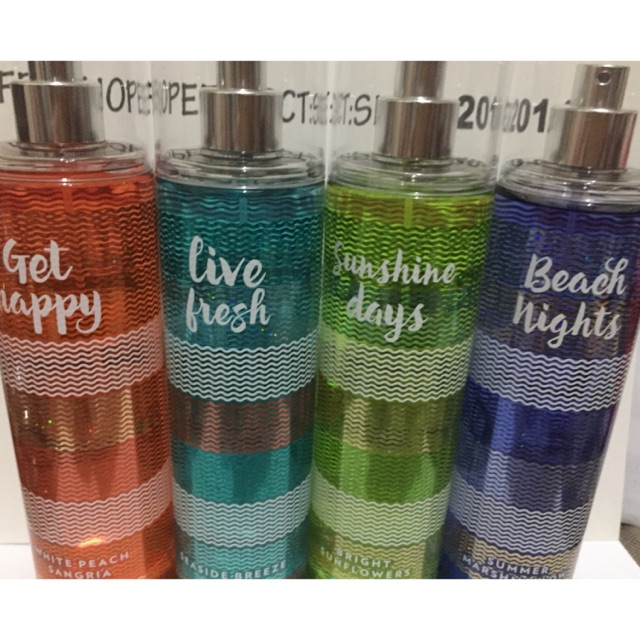 Get
Happy
WHITE PEACH
SANGRIA
live
fresh
SEASIDE BREEZE
Sunshine
days
BRIGHT
SUNFLOWERS
Beach
Nights
SUMMER